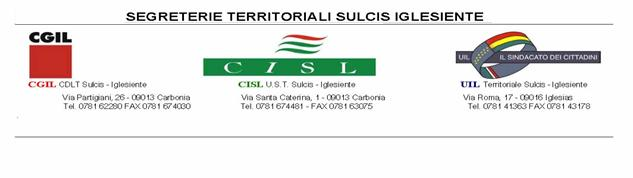 SEGRETERIE TERRITORIALI SULCIS IGLESIENTE
CGIL
CISL
UIL IL SINDACATO DEI CITTADINI
CGIL CDLT Sulcis - Iglesiente
Via Partigiani, 26 - 09013 Carbonia
Tel. 0781 62280 FAX 0781 674030
CISL U.S.T. Sulcis - Iglesiente
Via Santa Caterina, 1 - 09013 Carbonia
Tel. 0781 674481 - FAX 0781 63075
UIL Territoriale Sulcis - Iglesiente
Via Roma, 17 - 09016 Iglesias
Tel. 0781 41363 FAX 0781 43178